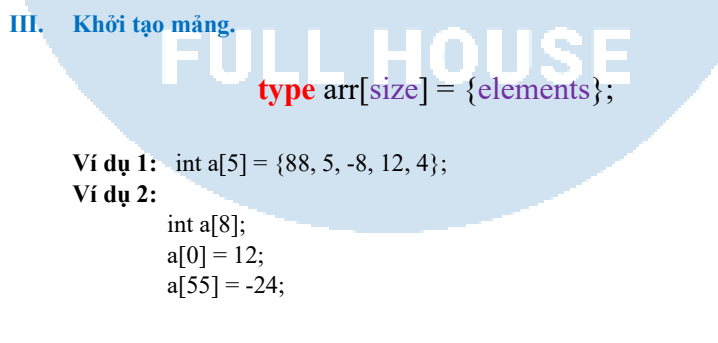 III. Khởi tạo mảng.
FULL HOUSE
type arr[size] = {elements};
Ví dụ 1: int a[5] = {88, 5, -8, 12, 4};
Ví dụ 2:
int a[8];
a[0] = 12;
a[55] = -24;